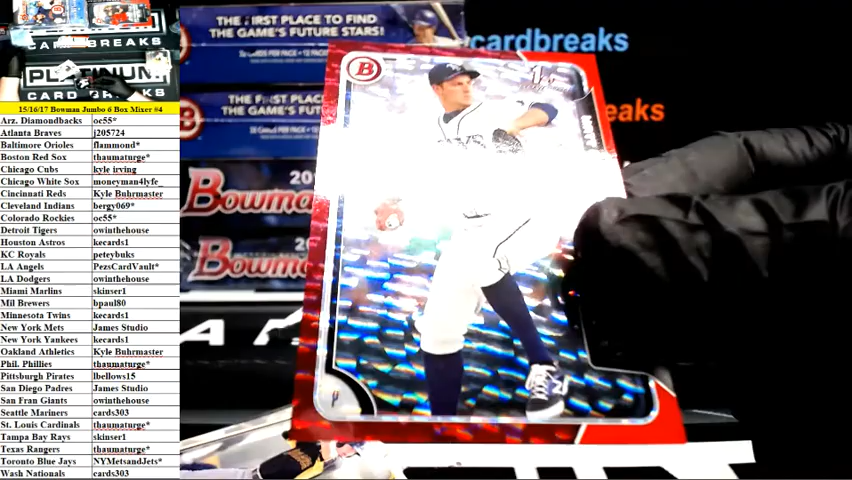 CARD BREAKS
PLATINUM
CARD BREAKS
15/16/17 Bowman Jumbo 6 Box Mixer #4
Arz. Diamondbacks oc55*
Atlanta Braves j205724
Baltimore Orioles flammond*
Boston Red Sox thaumaturge*
Chicago Cubs kyle irving
Chicago White Sox moneyman4lyfe_
Cincinnati Reds Kyle Buhrmaster
Cleveland Indians bergy069*
Colorado Rockies oc55*
Detroit Tigers owinthehouse
Houston Astros kecards1
KC Royals peteybuks
LA Angels PezsCardVault*
LA Dodgers owinthehouse
Miami Marlins skinser1
Mil Brewers bpaul80
Minnesota Twins kecards1
New York Mets James Studio
New York Yankees kecards1
Oakland Athletics Kyle Buhrmaster
Phil. Phillies thaumaturge*
Pittsburgh Pirates lbellows15
San Diego Padres James Studio
San Fran Giants owinthehouse
Seattle Mariners cards303
St. Louis Cardinals thaumaturge*
Tampa Bay Rays skinser1
Texas Rangers thaumaturge*
Toronto Blue Jays NYMetsandJets*
Wash Nationals cards303
THE FIRST PLACE TO FIND
THE GAME'S FUTURE STARS!
cardbreaks
THE FIRST PLACE
THE GAME'S FUTU
eaks
B
Bowma
Bowma
P